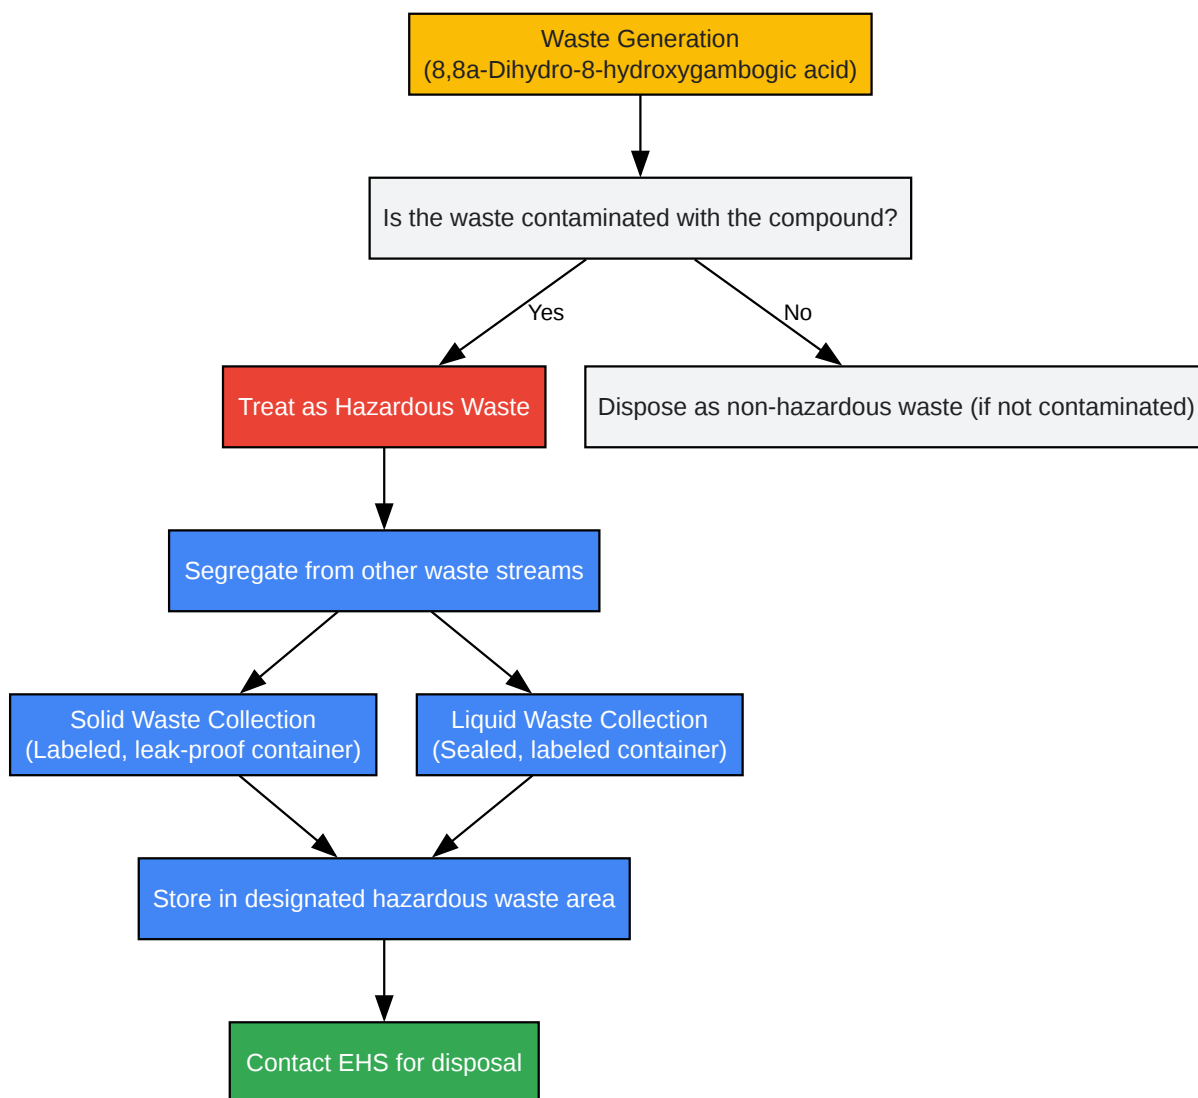 Waste Generation
(8,8a-Dihydro-8-hydroxygambogic acid)
Is the waste contaminated with the compound?
Yes
No
Treat as Hazardous Waste
Dispose as non-hazardous waste (if not contaminated)
Segregate from other waste streams
Solid Waste Collection
(Labeled, leak-proof container)
Liquid Waste Collection
(Sealed, labeled container)
Store in designated hazardous waste area
Contact EHS for disposal